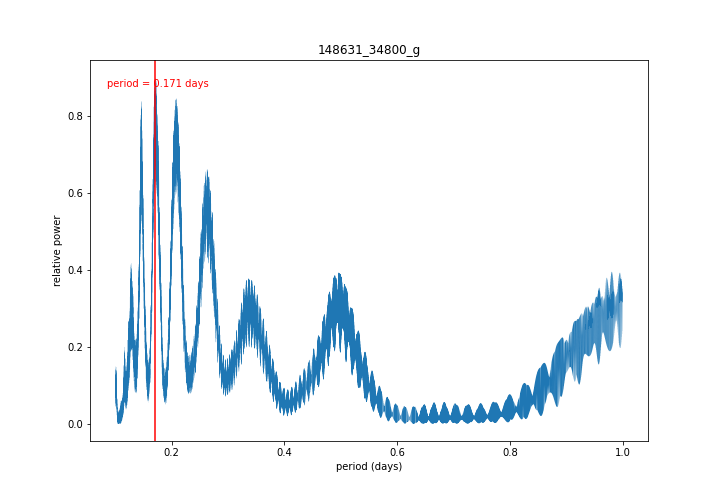 148631_34800_g
period = 0.171 days
relative power
0.8
0.6
0.4
0.2
0.0
0.2 0.4 0.6 0.8 1.0
period (days)